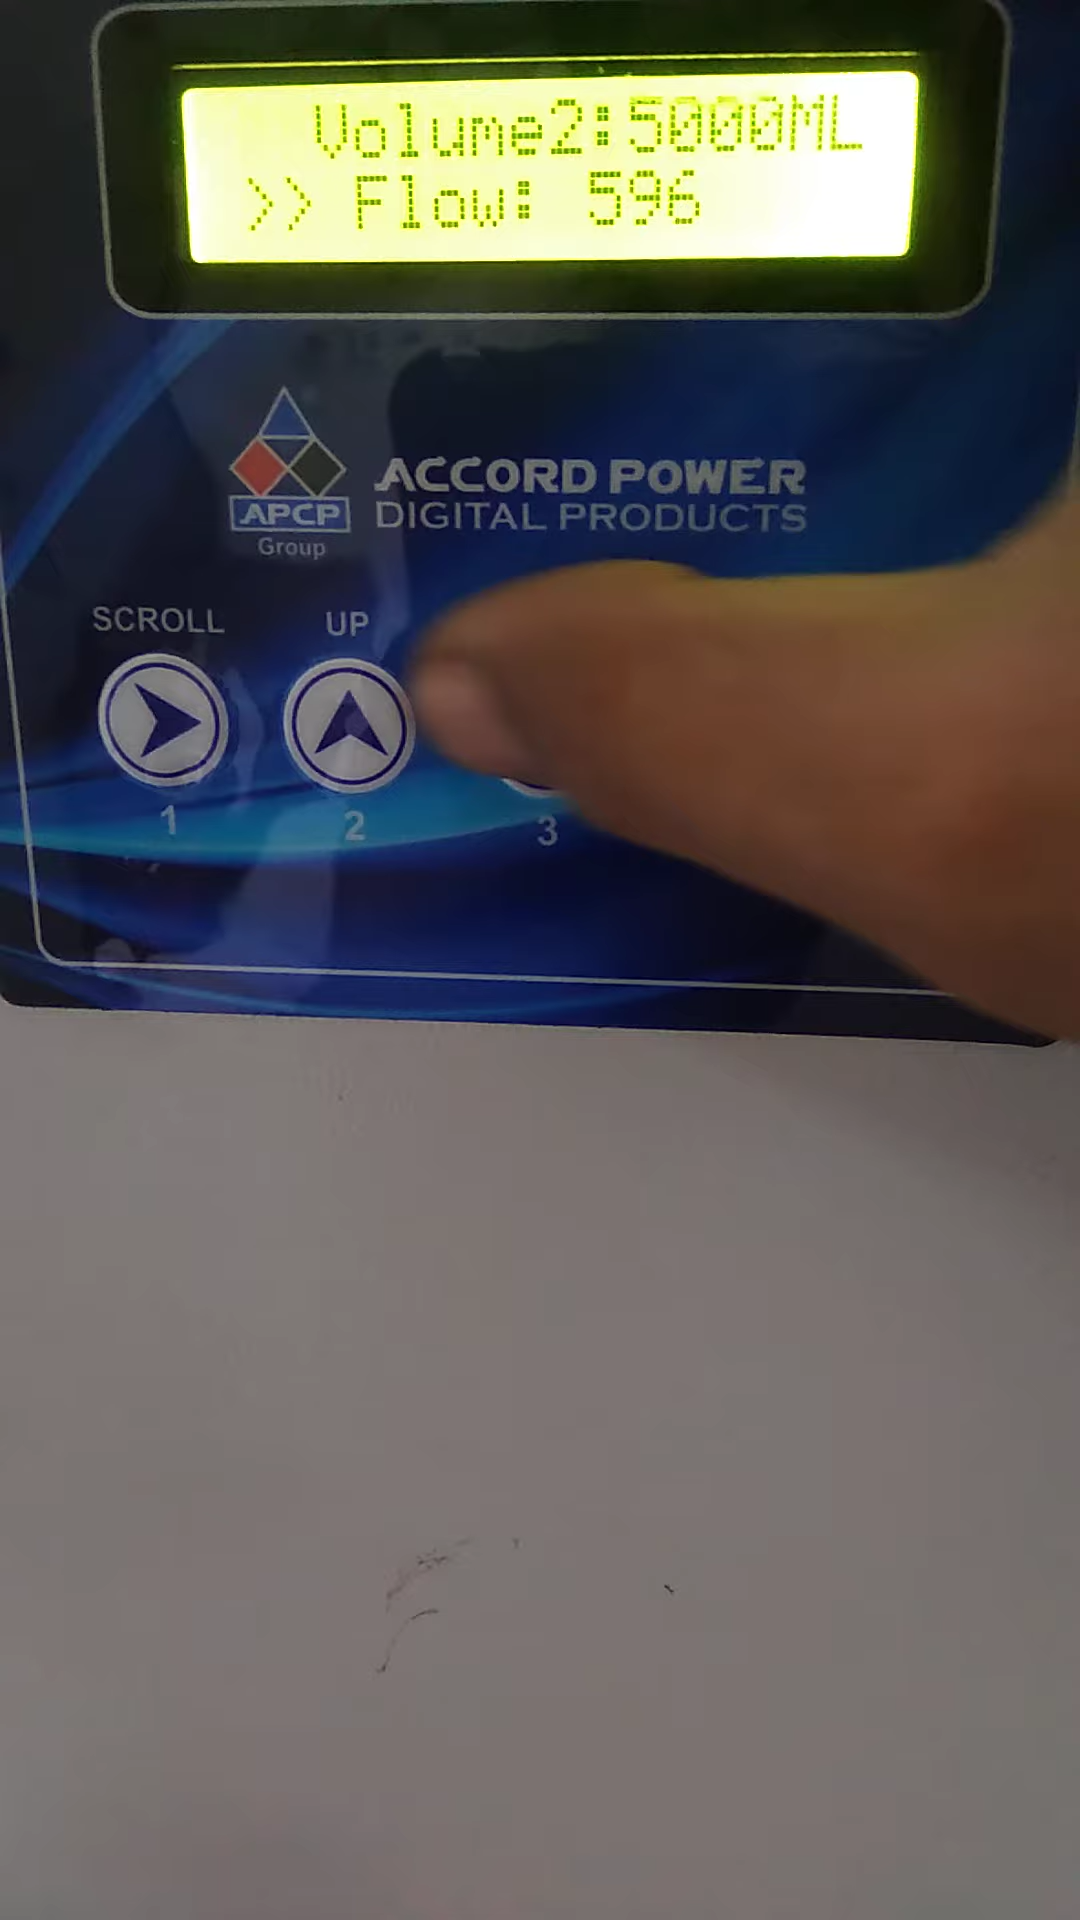 Volume2:5000ML
>> Flow: 596
ACCORD POWER
DIGITAL PRODUCTS
APCP
Group
SCROLL UP
1 2 3